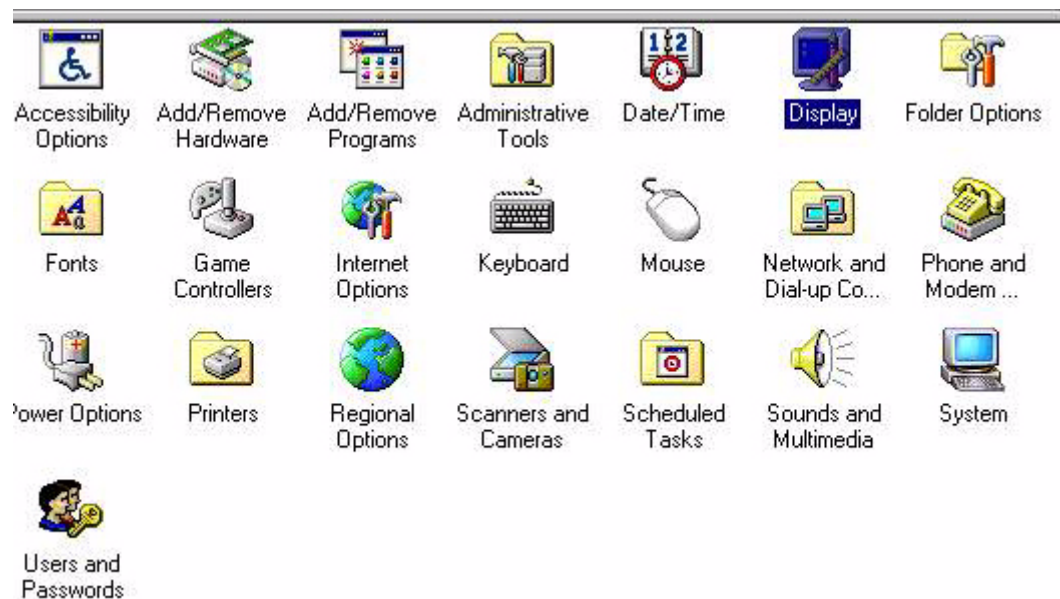 Accessibility Options
Add/Remove Hardware
Add/Remove Programs
Administrative Tools
Date/Time
Display
Folder Options
Fonts
Game Controllers
Internet Options
Keyboard
Mouse
Network and Dial-up Co...
Phone and Modem ...
Power Options
Printers
Regional Options
Scanners and Cameras
Scheduled Tasks
Sounds and Multimedia
System
Users and Passwords